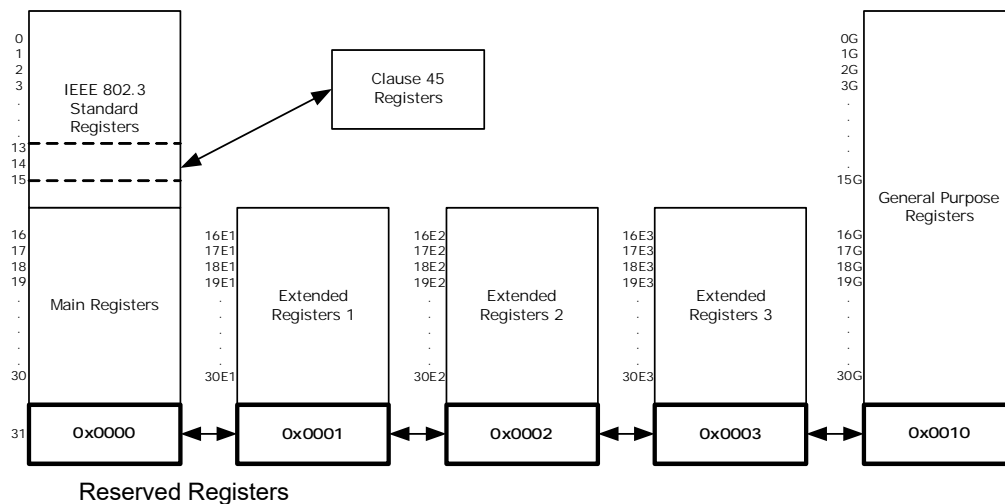 0
1
2
3
.
.
.
13
14
15
IEEE 802.3
Standard
Registers
Clause 45
Registers
16
17
18
19
.
.
.
.
30
Main Registers
16E1
17E1
18E1
19E1
.
.
.
.
30E1
Extended
Registers 1
16E2
17E2
18E2
19E2
.
.
.
.
30E2
Extended
Registers 2
16E3
17E3
18E3
19E3
.
.
.
.
30E3
Extended
Registers 3
0G
1G
2G
3G
.
.
.
.
15G
16G
17G
18G
19G
.
.
.
.
30G
General Purpose
Registers
31
0x0000
0x0001
0x0002
0x0003
0x0010
Reserved Registers